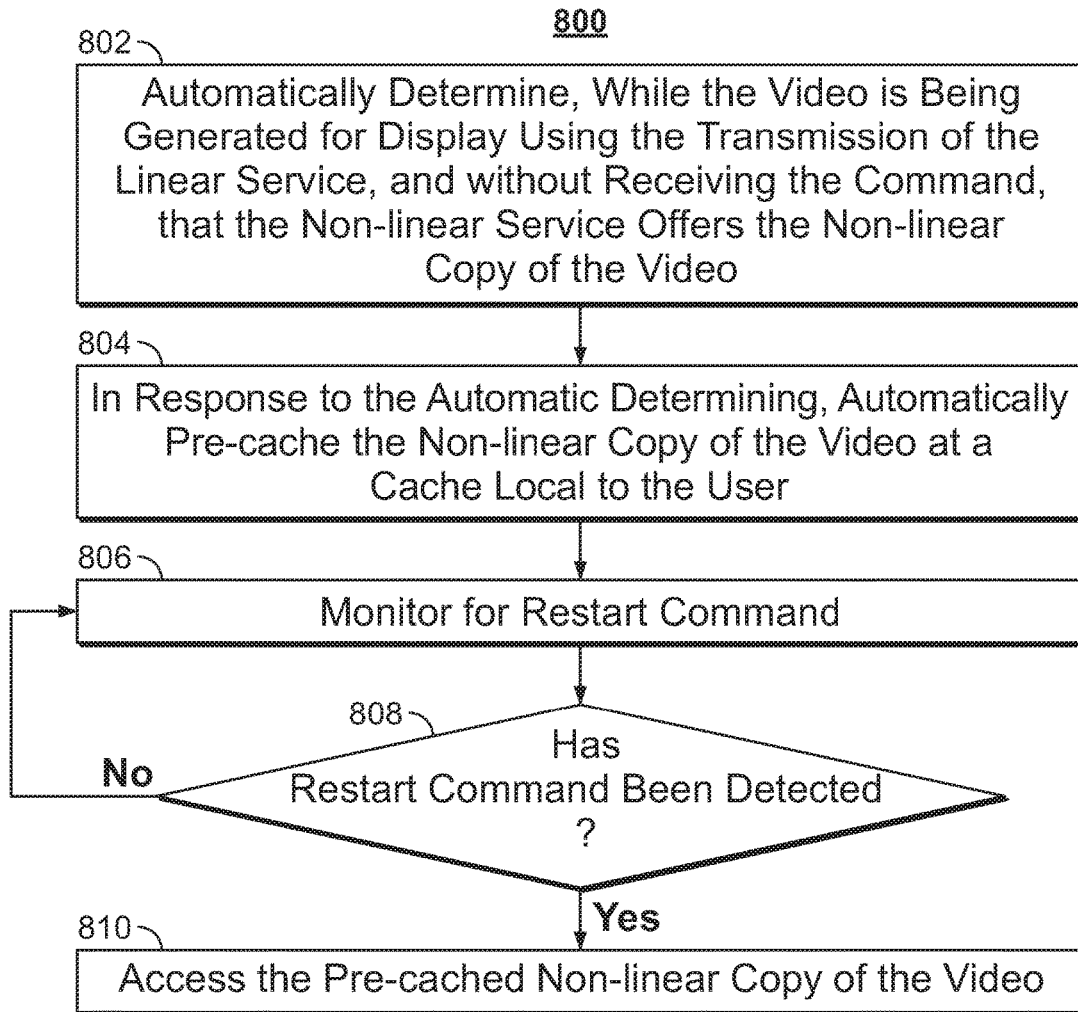 800
802
Automatically Determine, While the Video is Being
Generated for Display Using the Transmission of the
Linear Service, and without Receiving the Command,
that the Non-linear Service Offers the Non-linear
Copy of the Video
804
In Response to the Automatic Determining, Automatically
Pre-cache the Non-linear Copy of the Video at a
Cache Local to the User
806
Monitor for Restart Command
808
Has
Restart Command Been Detected
?
No
Yes
810
Access the Pre-cached Non-linear Copy of the Video